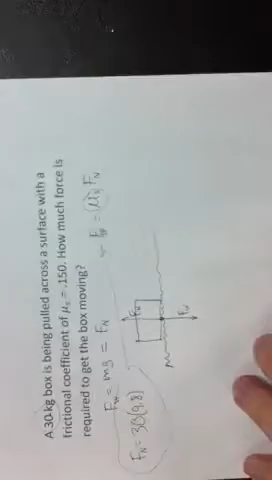 A 30-kg box is being pulled across a surface with a
frictional coefficient of μs = .150. How much force is
required to get the box moving?
Fw = mg = FN
Ff = (μs) FN
FN = 30(9.8)
FN